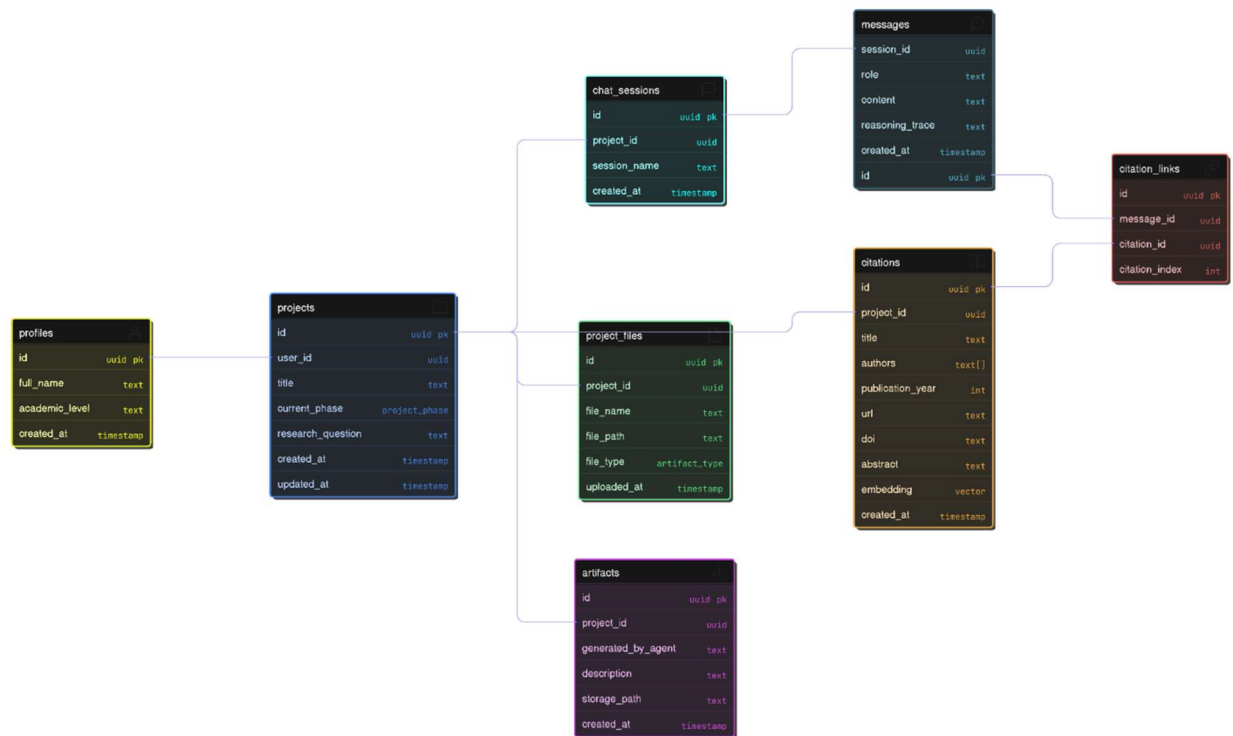 profiles
id uuid pk
full_name text
academic_level text
created_at timestamp
projects
id uuid pk
user_id uuid
title text
current_phase project_phase
research_question text
created_at timestamp
updated_at timestamp
chat_sessions
id uuid pk
project_id uuid
session_name text
created_at timestamp
project_files
id uuid pk
project_id uuid
file_name text
file_path text
file_type artifact_type
uploaded_at timestamp
artifacts
id uuid pk
project_id uuid
generated_by_agent text
description text
storage_path text
created_at timestamp
messages
session_id uuid
role text
content text
reasoning_trace text
created_at timestamp
id uuid pk
citations
id uuid pk
project_id uuid
title text
authors text[]
publication_year int
url text
doi text
abstract text
embedding vector
created_at timestamp
citation_links
id uuid pk
message_id uuid
citation_id uuid
citation_index int